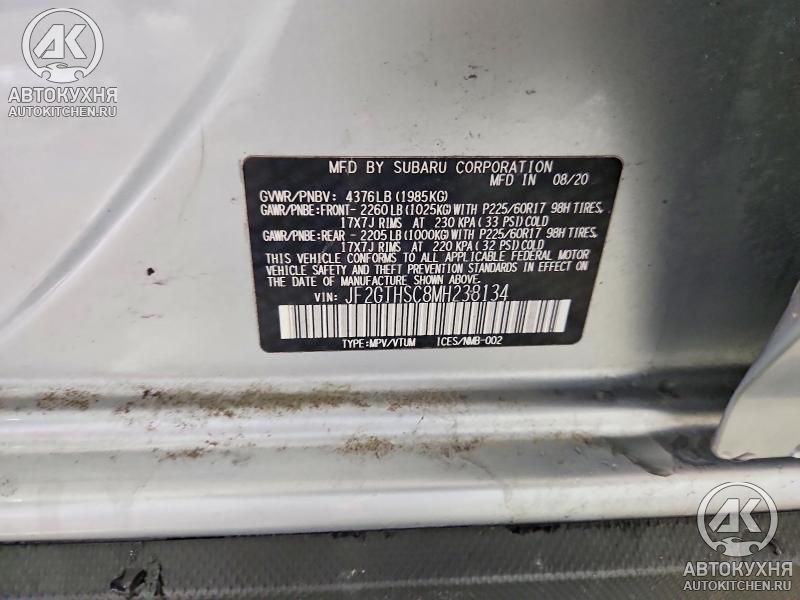 AK
АВТОКУХНЯ
AUTOKITCHEN.RU
MFD BY SUBARU CORPORATION
MFD IN 08/20
GVWR/PNBV: 4376LB (1985KG)
GAWR/PNBE:FRONT- 2260LB (1025KG)WITH P225/60R17 98H TIRES,
17X7J RIMS AT 230 KPA (33 PSI)COLD
GAWR/PNBE:REAR - 2205LB (1000KG)WITH P225/60R17 98H TIRES,
17X7J RIMS AT 220 KPA (32 PSI)COLD
THIS VEHICLE CONFORMS TO ALL APPLICABLE FEDERAL MOTOR
VEHICLE SAFETY AND THEFT PREVENTION STANDARDS IN EFFECT ON
THE DATE OF MANUFACTURE SHOWN ABOVE.
VIN: JF2GTHSC8MH238134
TYPE:MPV/VTUM ICES/NMB-002
AK
АВТОКУХНЯ
AUTOKITCHEN.RU